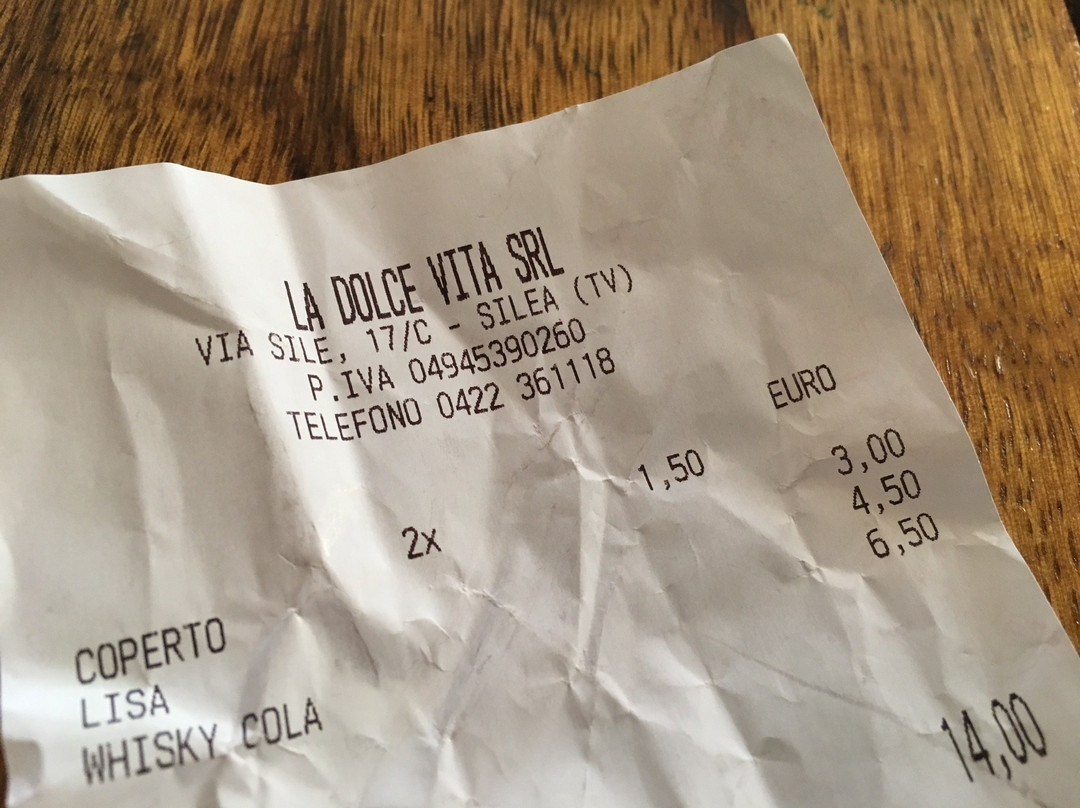 LA DOLCE VITA SRL
VIA SILE, 17/C - SILEA (TV)
P.IVA 04945390260
TELEFONO 0422 361118
EURO
COPERTO 2x 1,50 3,00
LISA 4,50
WHISKY COLA 6,50
14,00